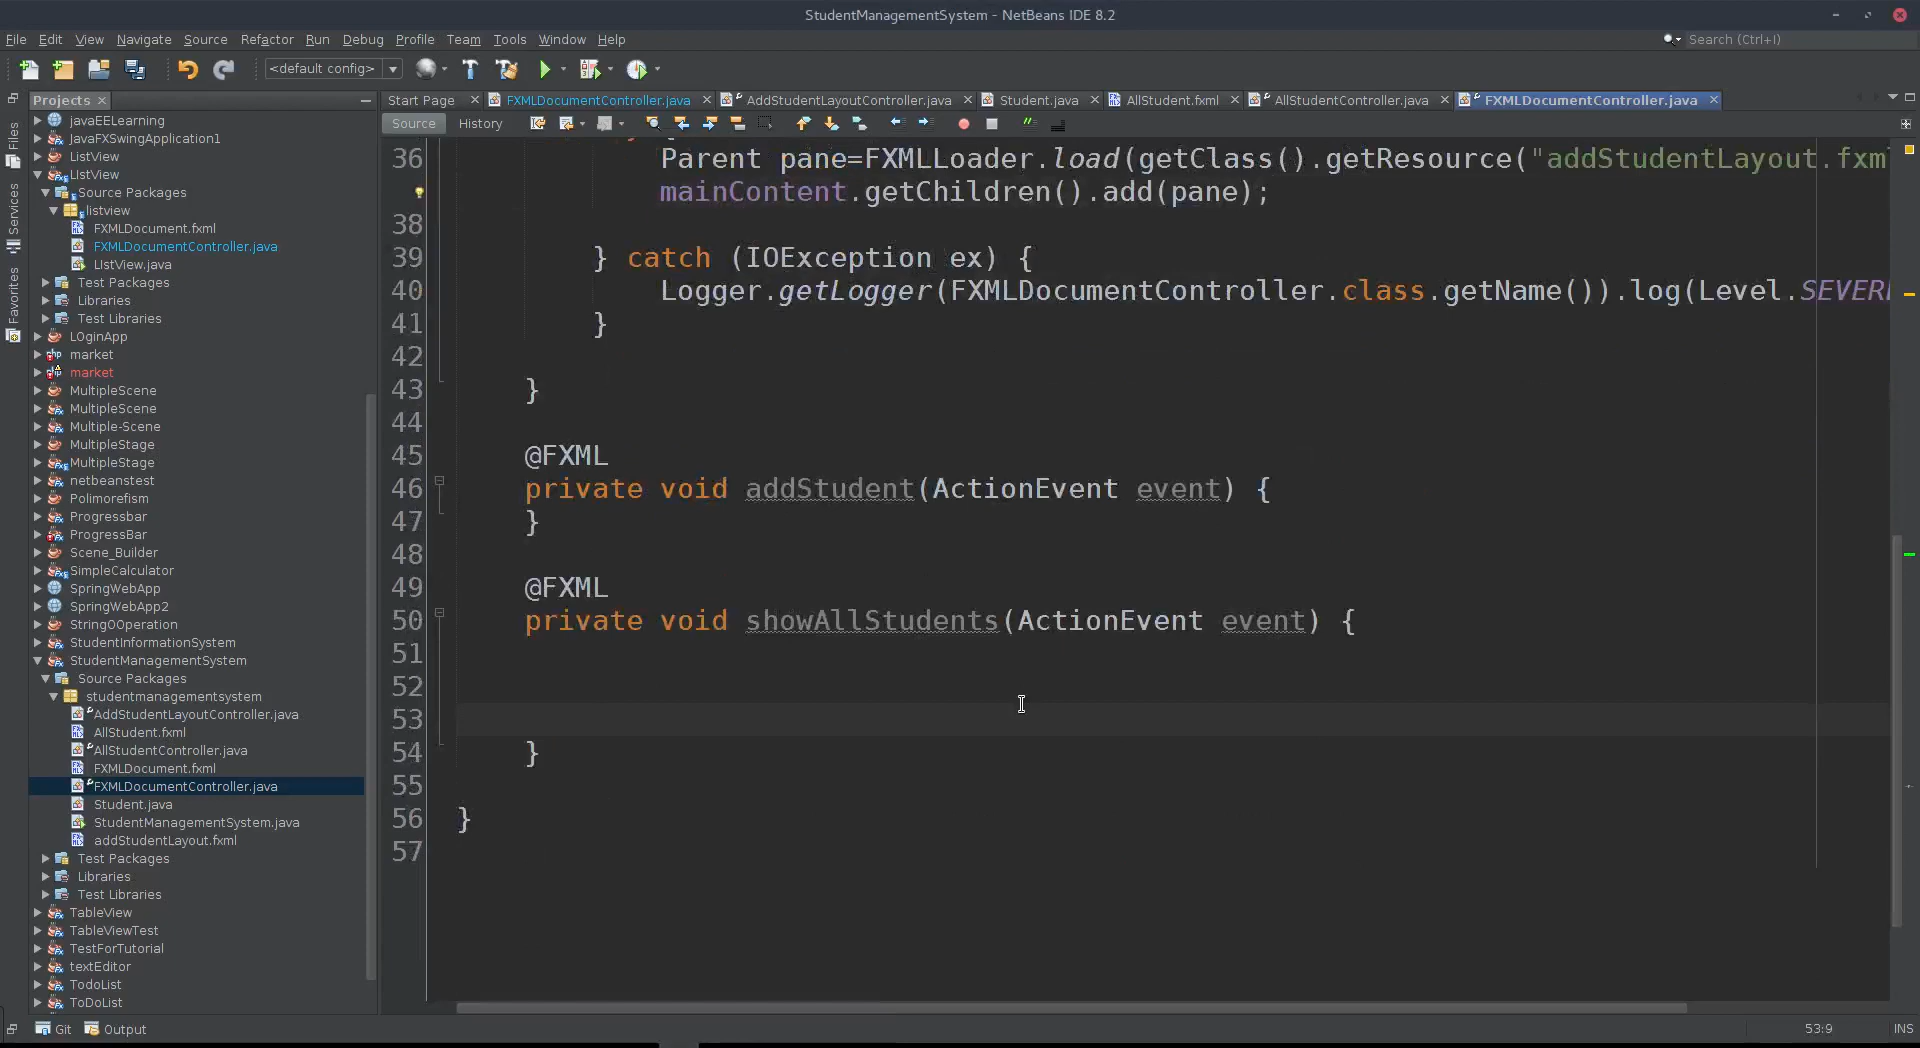 StudentManagementSystem - NetBeans IDE 8.2
File Edit View Navigate Source Refactor Run Debug Profile Team Tools Window Help
Search (Ctrl+I)
<default config>
Projects
Start Page FXMLDocumentController.java AddStudentLayoutController.java Student.java AllStudent.fxml AllStudentController.java FXMLDocumentController.java
Source History
Files
Services
Favorites
javaEELearning
JavaFXSwingApplication1
ListView
LIstView
Source Packages
listview
FXMLDocument.fxml
FXMLDocumentController.java
LIstView.java
Test Packages
Libraries
Test Libraries
LOginApp
market
market
MultipleScene
MultipleScene
Multiple-Scene
MultipleStage
MultipleStage
netbeanstest
Polimorefism
Progressbar
ProgressBar
Scene_Builder
SimpleCalculator
SpringWebApp
SpringWebApp2
StringOOperation
StudentInformationSystem
StudentManagementSystem
Source Packages
studentmanagementsystem
AddStudentLayoutController.java
AllStudent.fxml
AllStudentController.java
FXMLDocument.fxml
FXMLDocumentController.java
Student.java
StudentManagementSystem.java
addStudentLayout.fxml
Test Packages
Libraries
Test Libraries
TableView
TableViewTest
TestForTutorial
textEditor
TodoList
ToDoList
36 Parent pane=FXMLLoader.load(getClass().getResource("addStudentLayout.fxml
mainContent.getChildren().add(pane);
38
39 } catch (IOException ex) {
40 Logger.getLogger(FXMLDocumentController.class.getName()).log(Level.SEVER
41 }
42
43 }
44
45 @FXML
46 private void addStudent(ActionEvent event) {
47 }
48
49 @FXML
50 private void showAllStudents(ActionEvent event) {
51
52
53
54 }
55
56 }
57
Git Output
53:9 INS